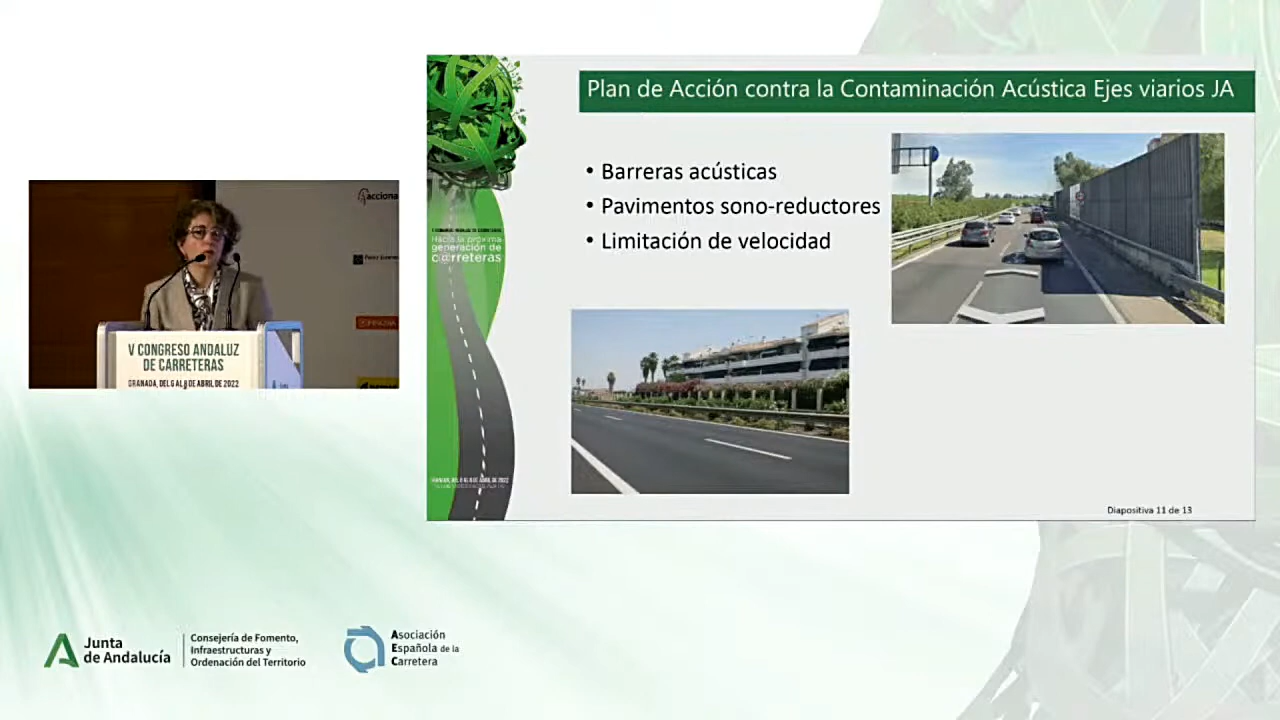 Plan de Acción contra la Contaminación Acústica Ejes viarios JA
• Barreras acústicas
• Pavimentos sono-reductores
• Limitación de velocidad
Hacia la próxima
generación de
c@rreteras
Diapositiva 11 de 13
acciona
V CONGRESO ANDALUZ
DE CARRETERAS
GRANADA, DEL 6 AL 8 DE ABRIL DE 2022
Junta
de Andalucía
Consejería de Fomento,
Infraestructuras y
Ordenación del Territorio
Asociación
Española de la
Carretera